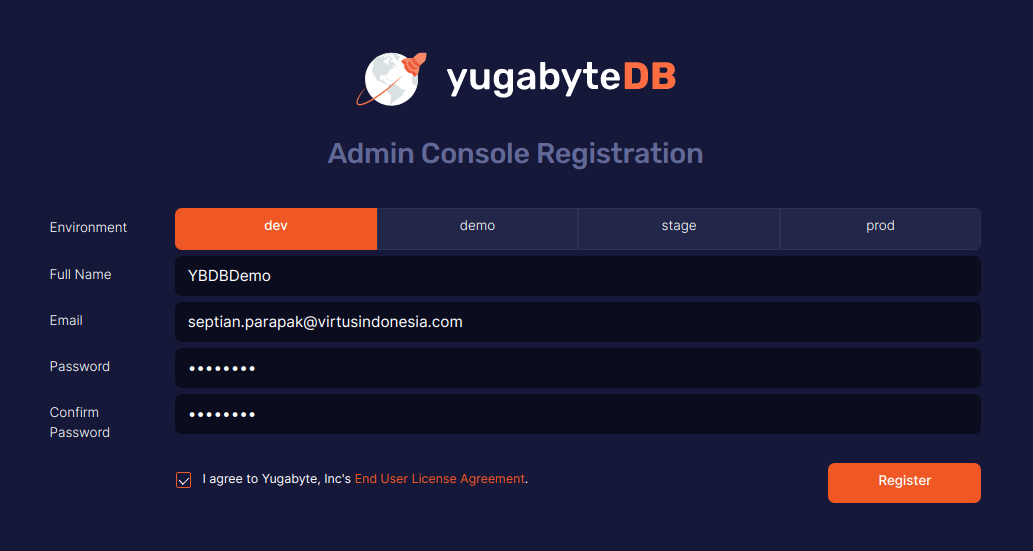 yugabyteDB
Admin Console Registration
Environment
dev
demo
stage
prod
Full Name
YBDBDemo
Email
septian.parapak@virtusindonesia.com
Password
••••••••
Confirm
Password
••••••••
I agree to Yugabyte, Inc's End User License Agreement.
Register